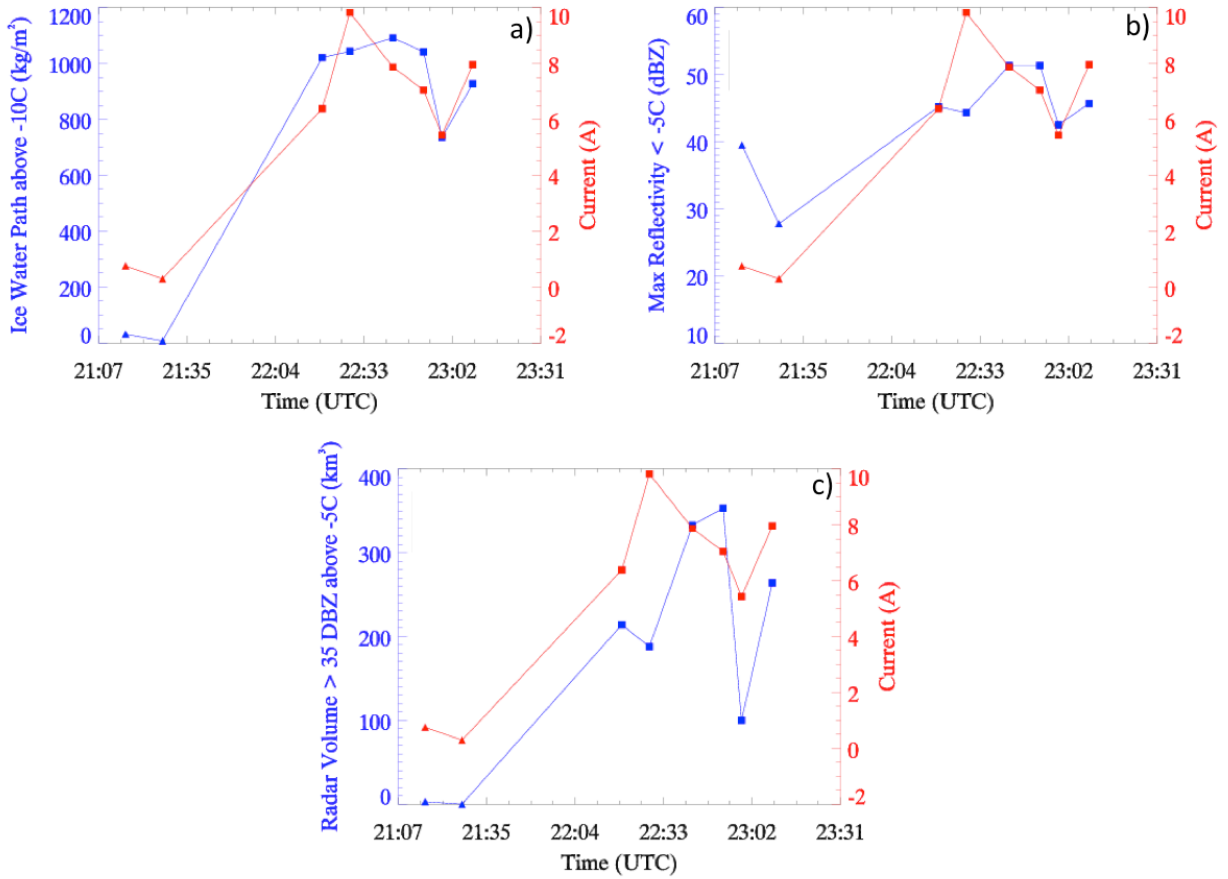 a)
Ice Water Path above -10C (kg/m²)
1200
1000
800
600
400
200
0
10
8
6
4
2
0
-2
Current (A)
21:07 21:35 22:04 22:33 23:02 23:31
Time (UTC)
b)
Max Reflectivity < -5C (dBZ)
60
50
40
30
20
10
10
8
6
4
2
0
-2
Current (A)
21:07 21:35 22:04 22:33 23:02 23:31
Time (UTC)
c)
Radar Volume > 35 DBZ above -5C (km³)
400
300
200
100
0
10
8
6
4
2
0
-2
Current (A)
21:07 21:35 22:04 22:33 23:02 23:31
Time (UTC)